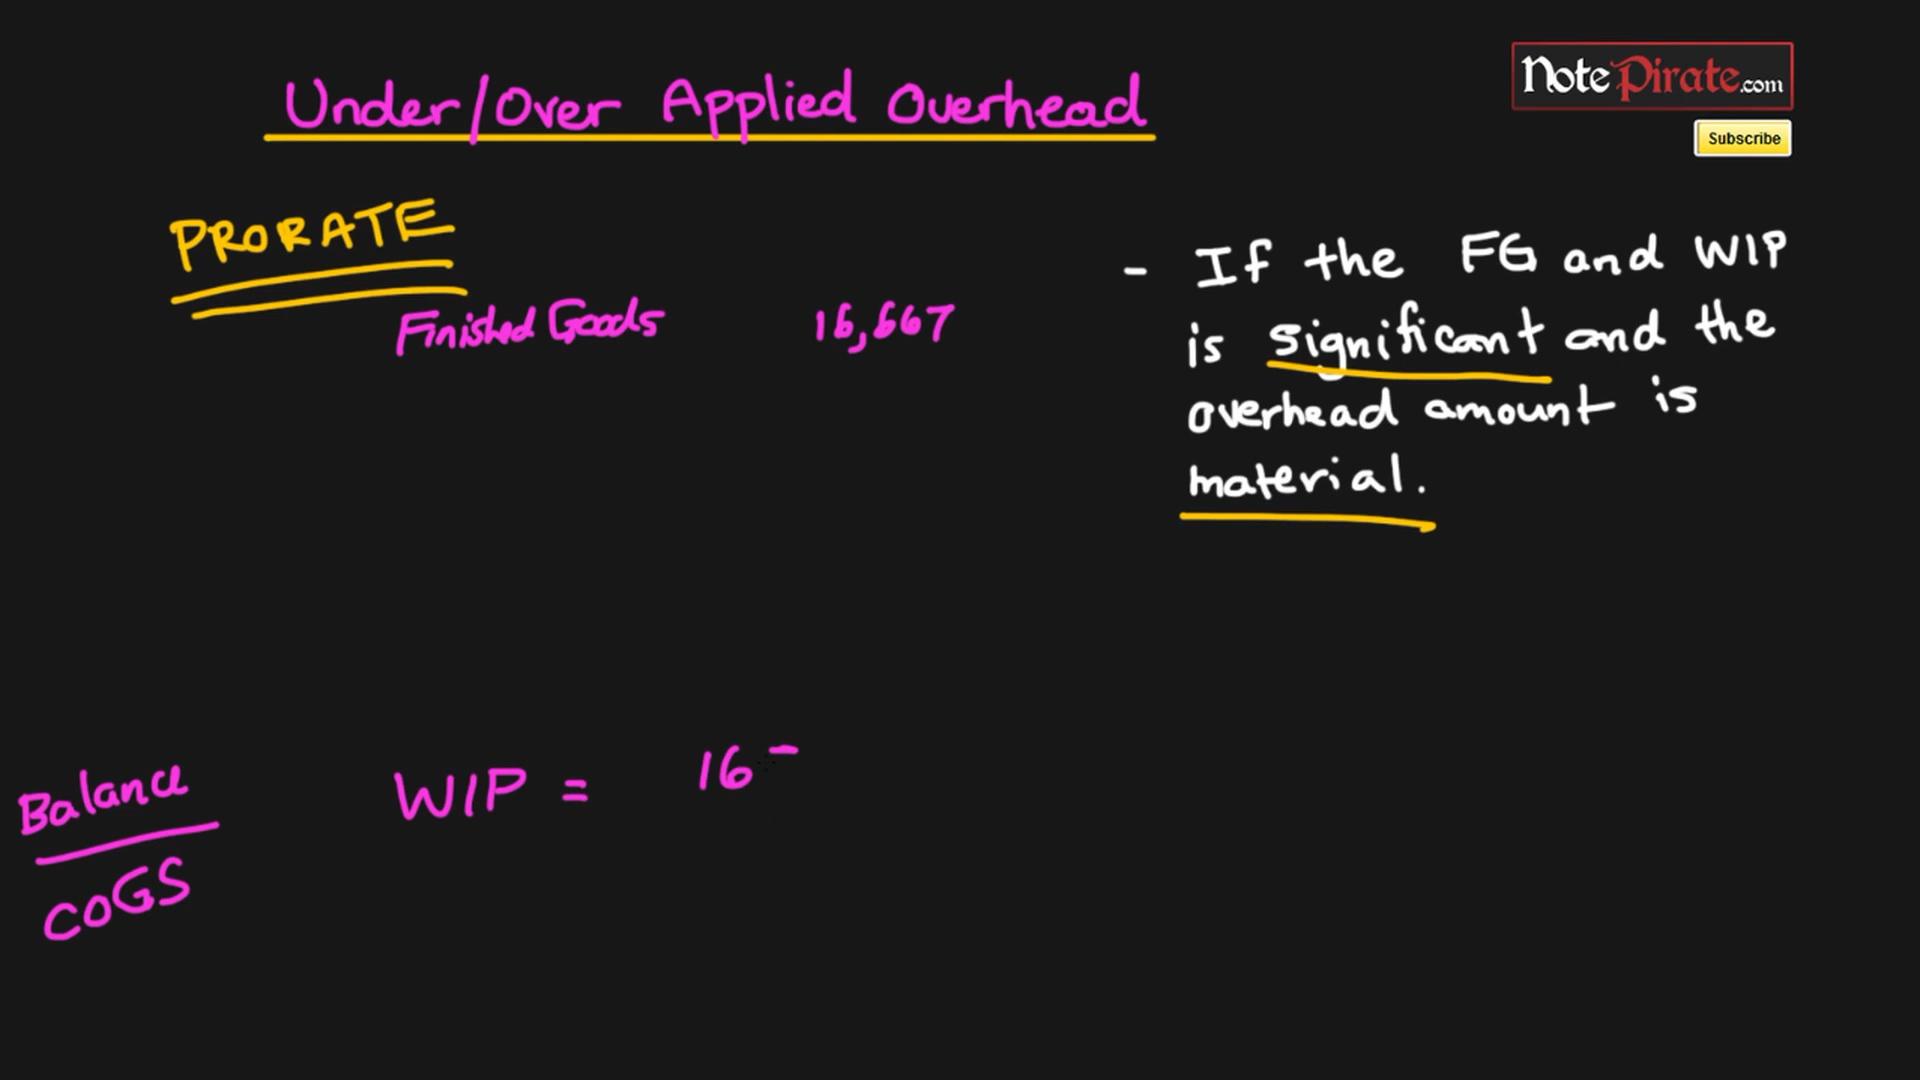 Under/Over Applied Overhead
NotePirate.com
Subscribe
PRORATE
Finished Goods 16,667
- If the FG and WIP
is significant and the
overhead amount is
material.
Balance
COGS
WIP = 16